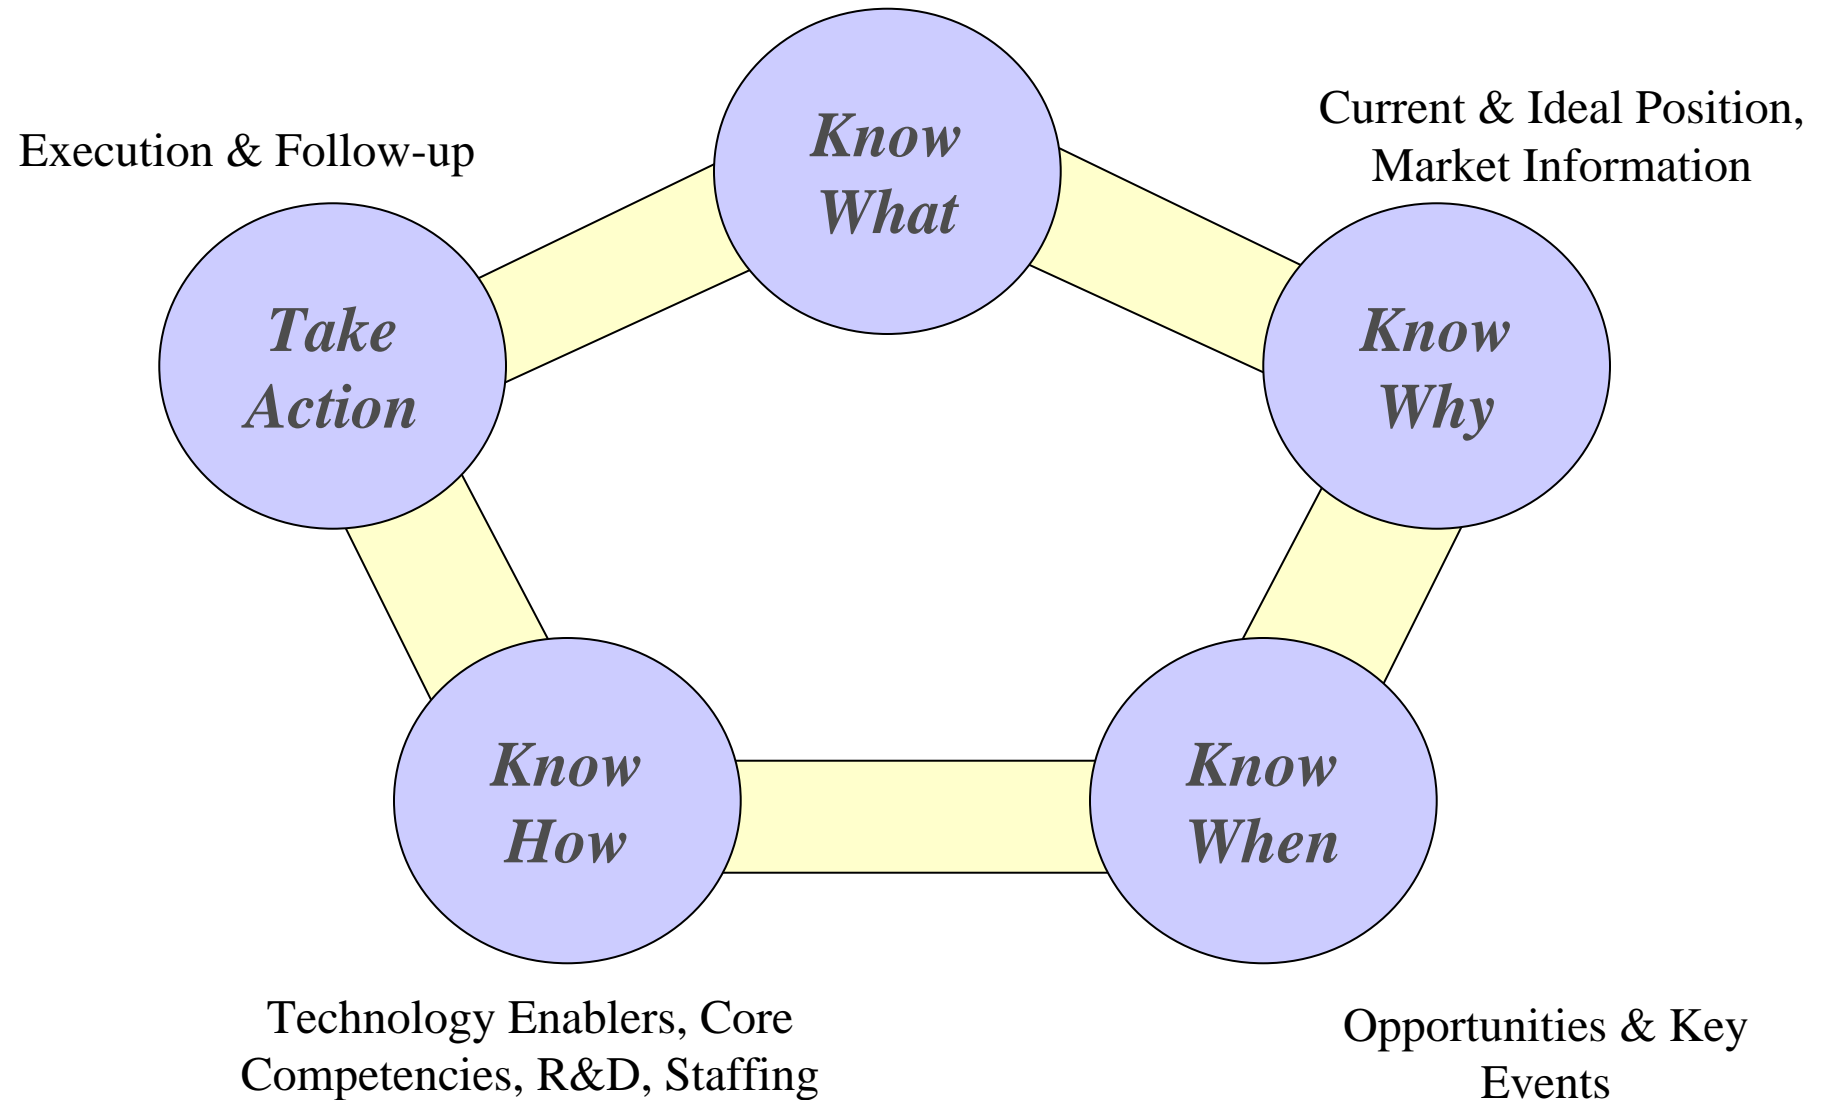 Know
What
Current & Ideal Position,
Market Information
Execution & Follow-up
Take
Action
Know
Why
Know
How
Know
When
Technology Enablers, Core
Competencies, R&D, Staffing
Opportunities & Key
Events